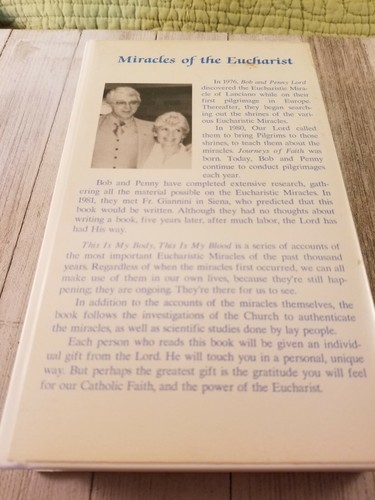 Miracles of the Eucharist
In 1976, Bob and Penny Lord
discovered the Eucharistic Mira-
cle of Lanciano while on their
first pilgrimage in Europe.
Thereafter, they began search-
ing out the shrines of the vari-
ous Eucharistic Miracles.
In 1980, Our Lord called
them to bring Pilgrims to those
shrines, to teach them about the
miracles. Journeys of Faith was
born. Today, Bob and Penny
continue to conduct pilgrimages
each year.
Bob and Penny have completed extensive research, gath-
ering all the material possible on the Eucharistic Miracles. In
1981, they met Fr. Giannini in Siena, who predicted that this
book would be written. Although they had no thoughts about
writing a book, five years later, after much labor, the Lord has
had His way.
This Is My Body, This Is My Blood is a series of accounts of
the most important Eucharistic Miracles of the past thousand
years. Regardless of when the miracles first occurred, we can all
make use of them in our own lives, because they're still hap-
pening; they are ongoing. They're there for us to see.
In addition to the accounts of the miracles themselves, the
book follows the investigations of the Church to authenticate
the miracles, as well as scientific studies done by lay people.
Each person who reads this book will be given an individ-
ual gift from the Lord. He will touch you in a personal, unique
way. But perhaps the greatest gift is the gratitude you will feel
for our Catholic Faith, and the power of the Eucharist.